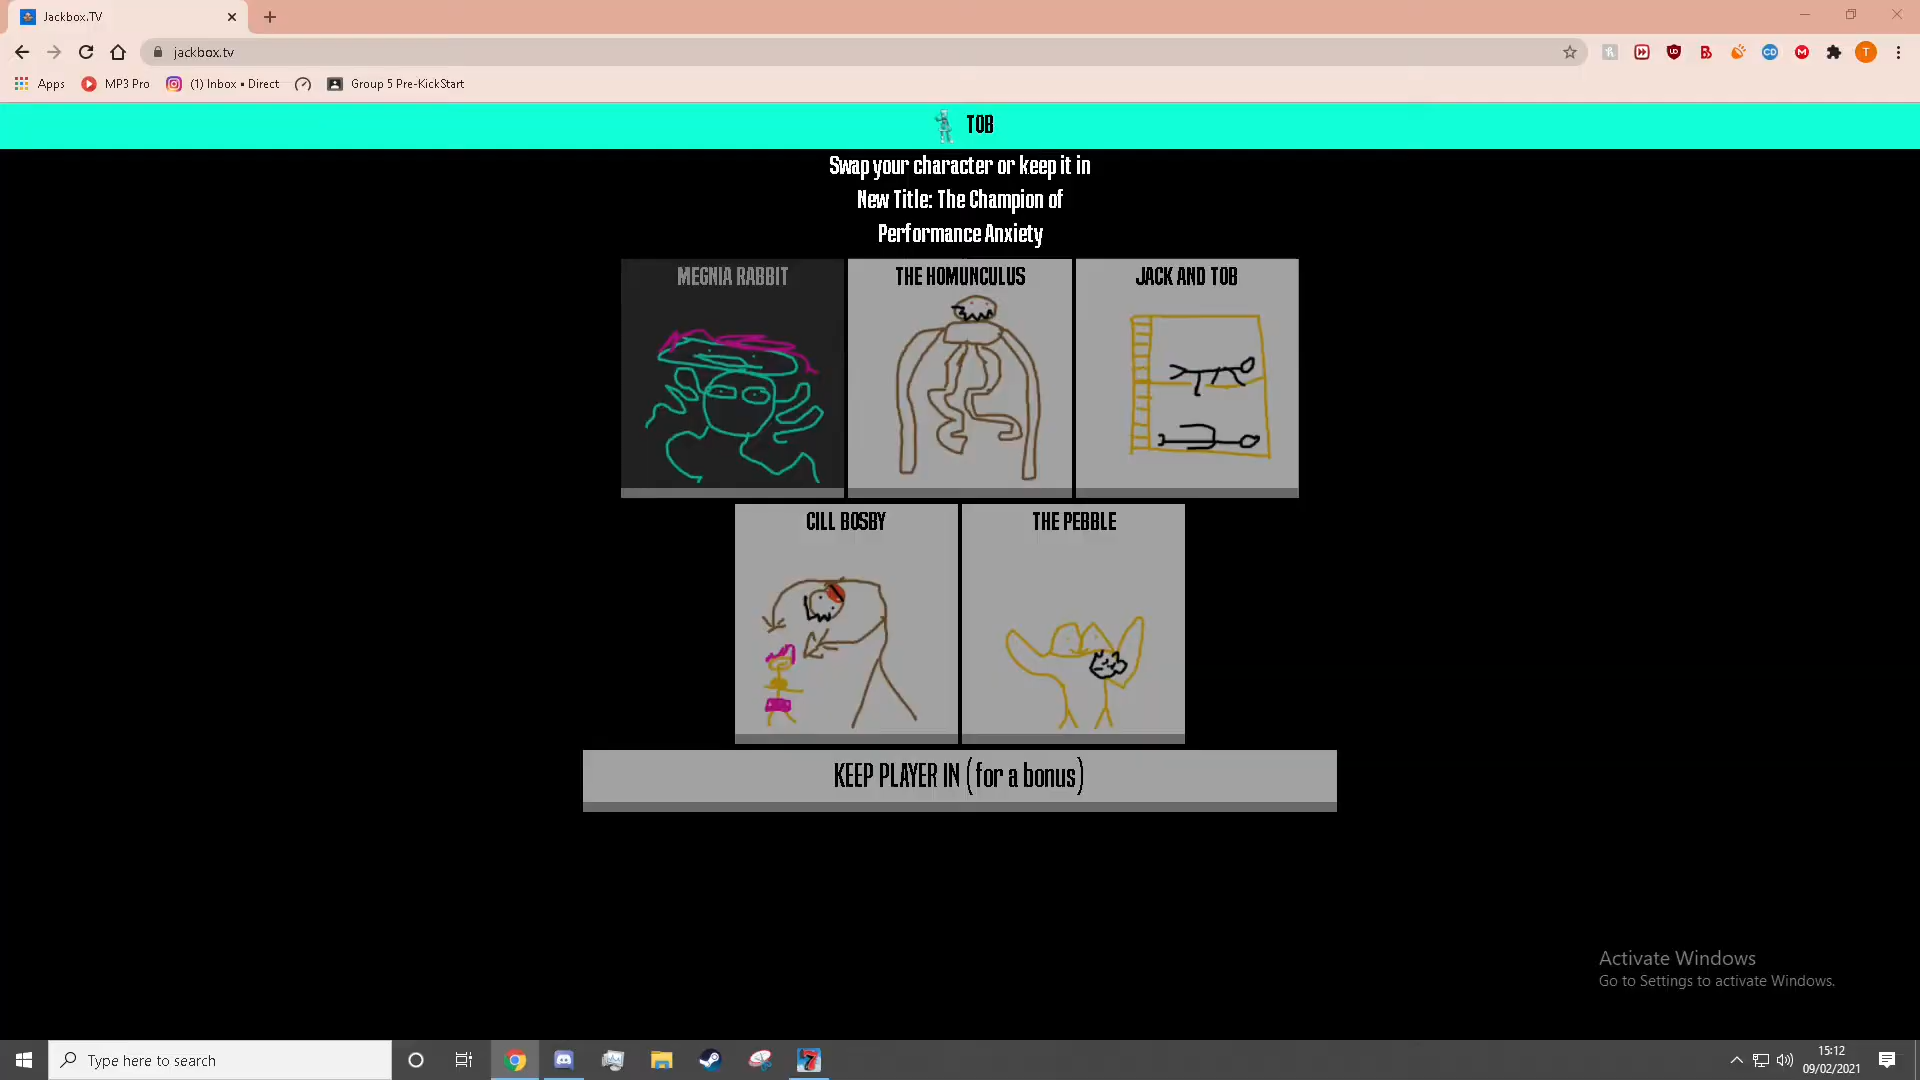 Jackbox.TV
jackbox.tv
Apps MP3 Pro (1) Inbox • Direct Group 5 Pre-KickStart
TOB
Swap your character or keep it in
New Title: The Champion of
Performance Anxiety
MEGNIA RABBIT THE HOMUNCULUS JACK AND TOB
CILL BOSBY THE PEBBLE
KEEP PLAYER IN (for a bonus)
Activate Windows
Go to Settings to activate Windows.
Type here to search
15:12
09/02/2021